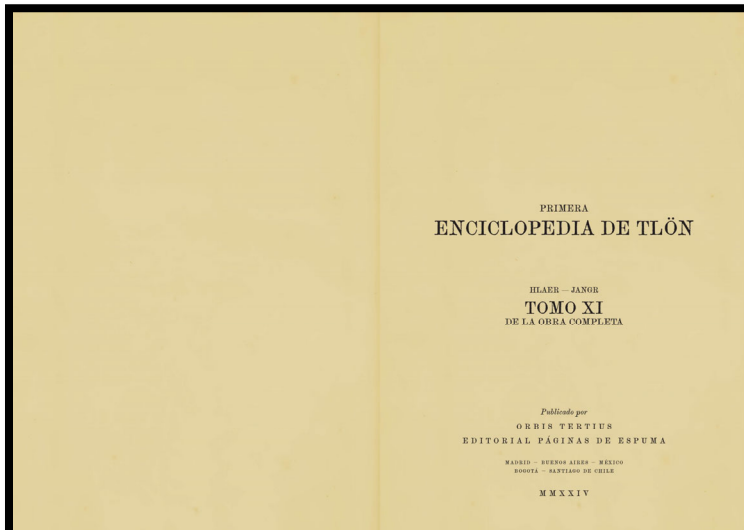 PRIMERA
ENCICLOPEDIA DE TLÖN
HLAER — JANGR
TOMO XI
DE LA OBRA COMPLETA
Publicado por
ORBIS TERTIUS
EDITORIAL PÁGINAS DE ESPUMA
MADRID — BUENOS AIRES — MÉXICO
BOGOTÁ — SANTIAGO DE CHILE
MMXXIV